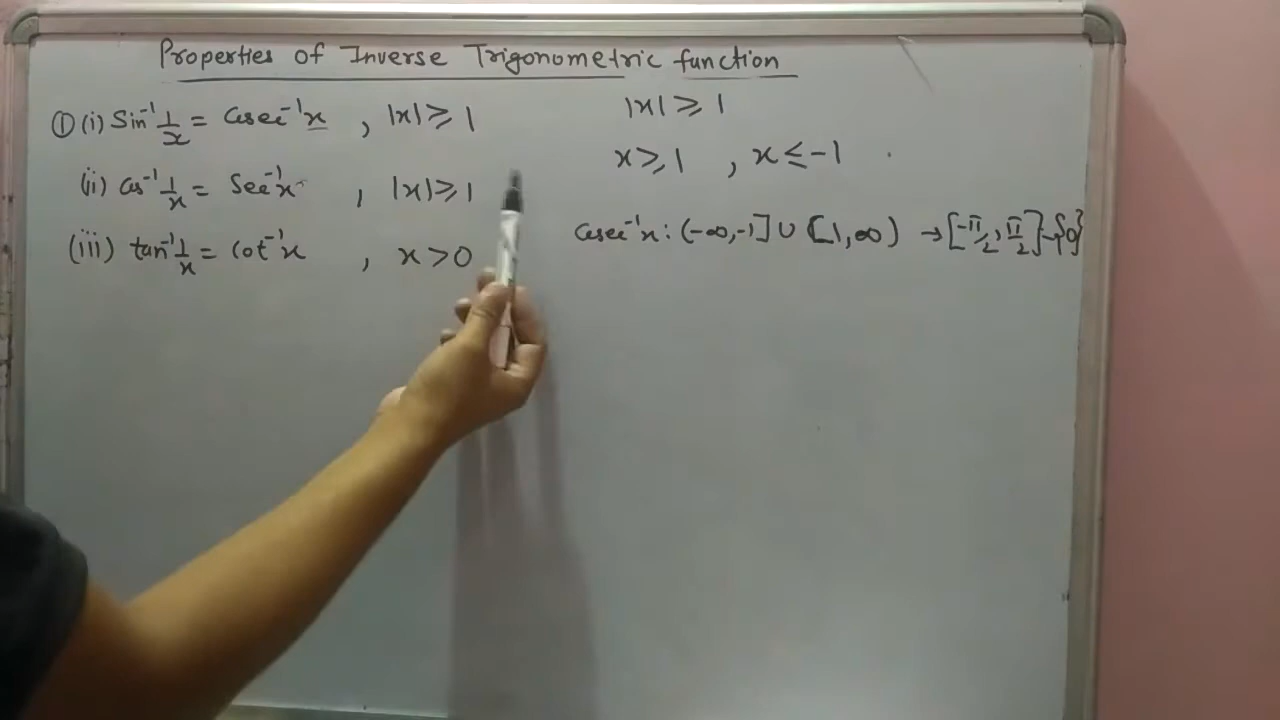 Properties of Inverse Trigonometric function
① (i) Sin⁻¹ 1/x = Cosec⁻¹x , |x| ≥ 1
(ii) Cos⁻¹ 1/x = Sec⁻¹x , |x| ≥ 1
(iii) tan⁻¹ 1/x = Cot⁻¹x , x > 0
|x| ≥ 1
x ≥ 1 , x ≤ -1
Cosec⁻¹x : (-∞, -1] ∪ [1, ∞) → [-π/2, π/2] - {0}